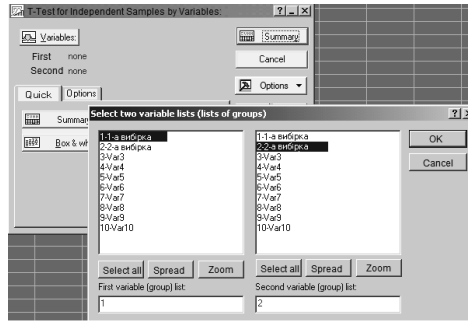 T-Test for Independent Samples by Variables:
Variables:
Summary
First none
Cancel
Second none
Options
Quick
Options
Summar
Box & wh
Select two variable lists (lists of groups)
1-1-а вибірка
2-2-а вибірка
3-Var3
4-Var4
5-Var5
6-Var6
7-Var7
8-Var8
9-Var9
10-Var10
1-1-а вибірка
2-2-а вибірка
3-Var3
4-Var4
5-Var5
6-Var6
7-Var7
8-Var8
9-Var9
10-Var10
OK
Cancel
Select all
Spread
Zoom
Select all
Spread
Zoom
First variable (group) list:
Second variable (group) list:
1
2